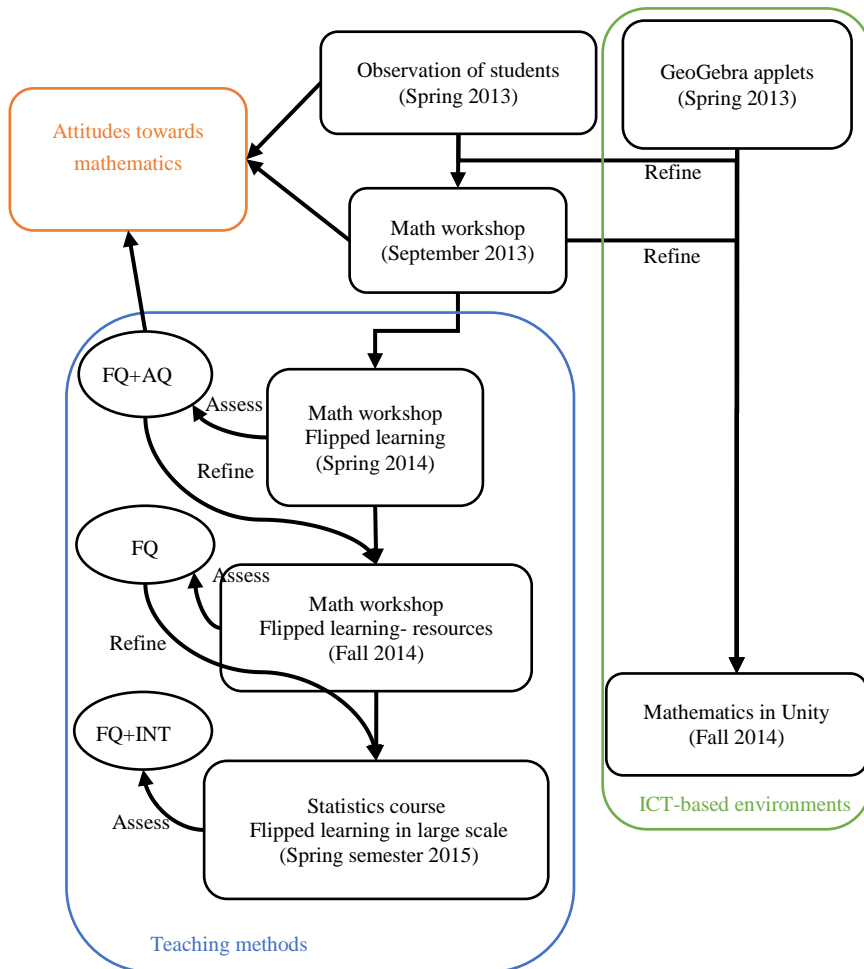 Observation of students
(Spring 2013)
GeoGebra applets
(Spring 2013)
Attitudes towards
mathematics
Refine
Math workshop
(September 2013)
Refine
FQ+AQ
Assess
Math workshop
Flipped learning
(Spring 2014)
Refine
FQ
Assess
Math workshop
Flipped learning- resources
(Fall 2014)
Refine
FQ+INT
Mathematics in Unity
(Fall 2014)
Assess
Statistics course
Flipped learning in large scale
(Spring semester 2015)
ICT-based environments
Teaching methods